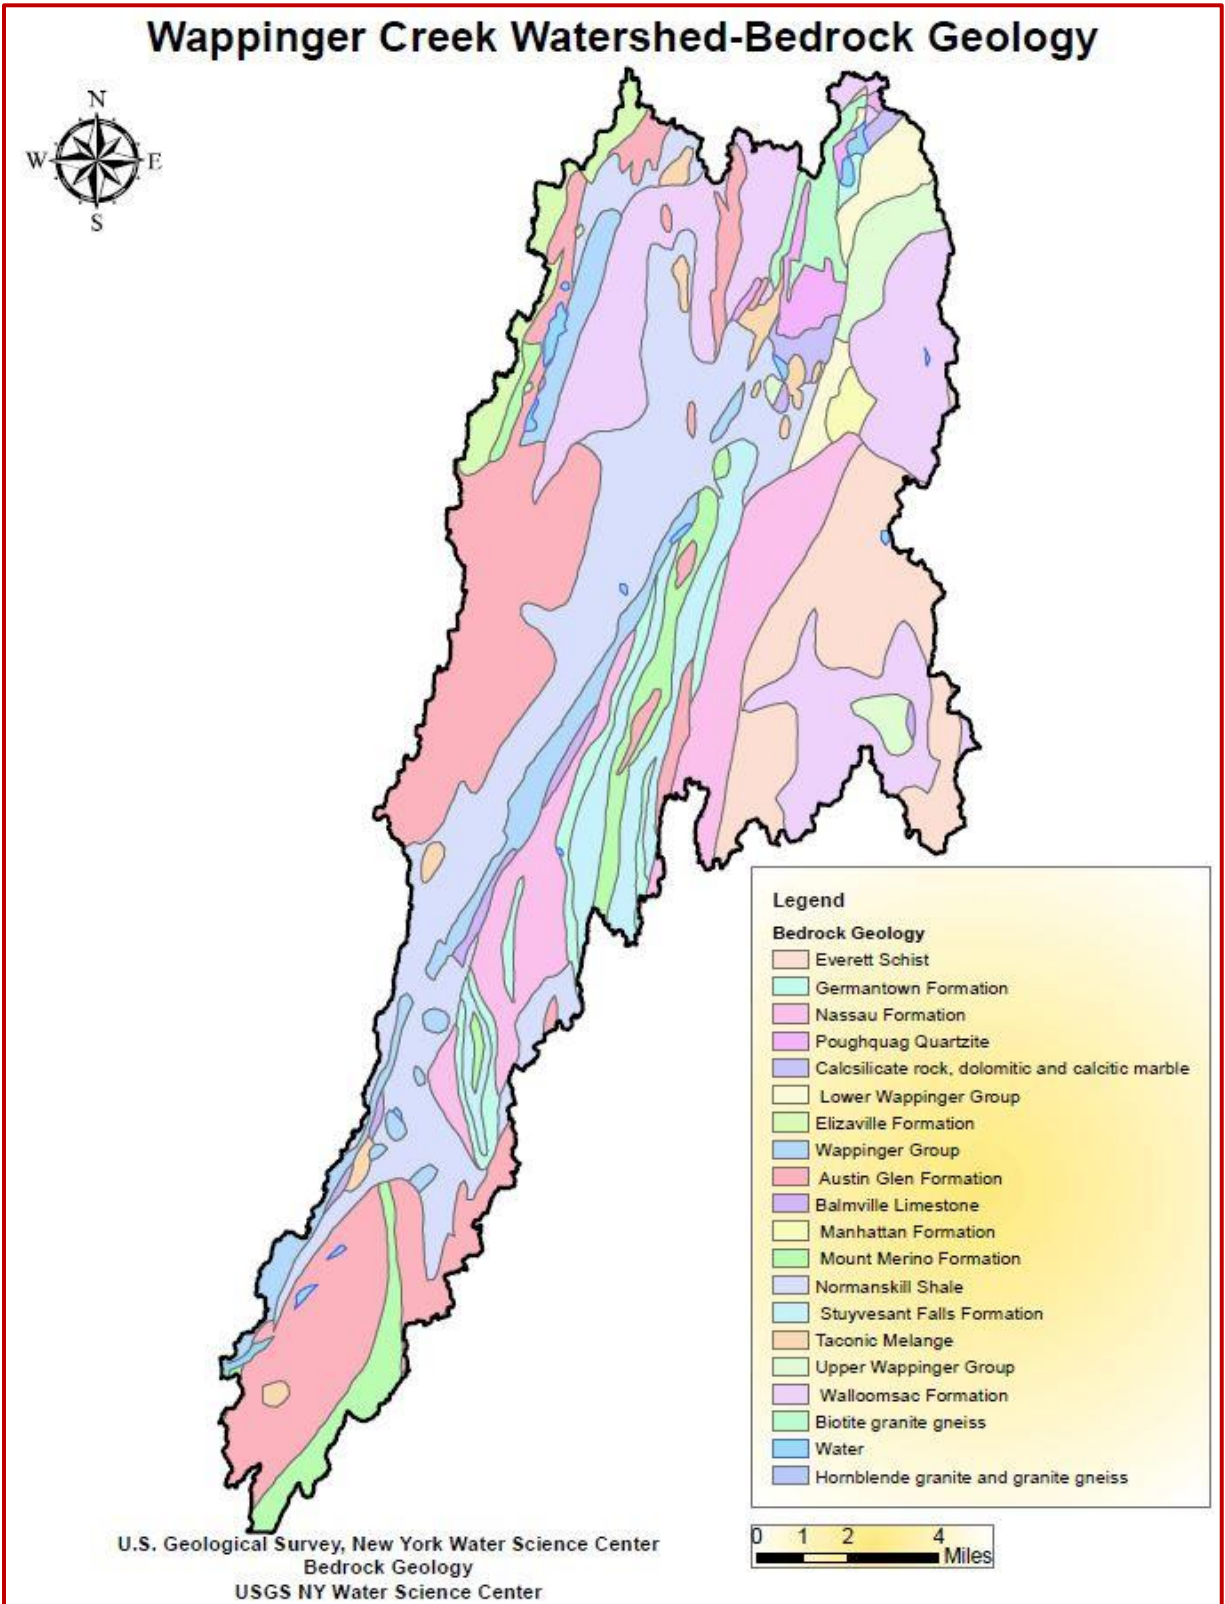 Wappinger Creek Watershed-Bedrock Geology
N
W E
S
Legend
Bedrock Geology
Everett Schist
Germantown Formation
Nassau Formation
Poughquag Quartzite
Calcsilicate rock, dolomitic and calcitic marble
Lower Wappinger Group
Elizaville Formation
Wappinger Group
Austin Glen Formation
Balmville Limestone
Manhattan Formation
Mount Merino Formation
Normanskill Shale
Stuyvesant Falls Formation
Taconic Melange
Upper Wappinger Group
Walloomsac Formation
Biotite granite gneiss
Water
Hornblende granite and granite gneiss
0 1 2 4
Miles
U.S. Geological Survey, New York Water Science Center
Bedrock Geology
USGS NY Water Science Center